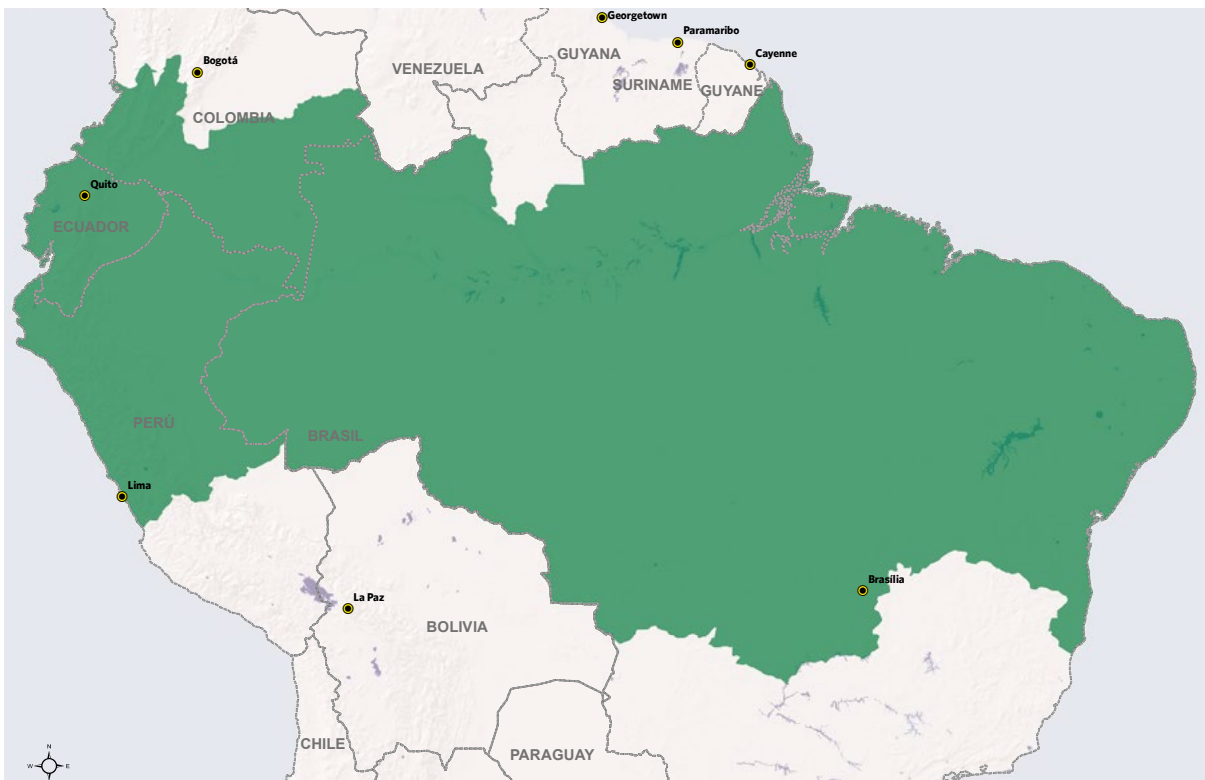 Georgetown
Paramaribo
GUYANA
Cayenne
Bogotá
VENEZUELA
SURINAME
GUYANE
COLOMBIA
Quito
ECUADOR
PERÚ
BRASIL
Lima
Brasília
La Paz
BOLIVIA
CHILE
PARAGUAY
N
W E
S